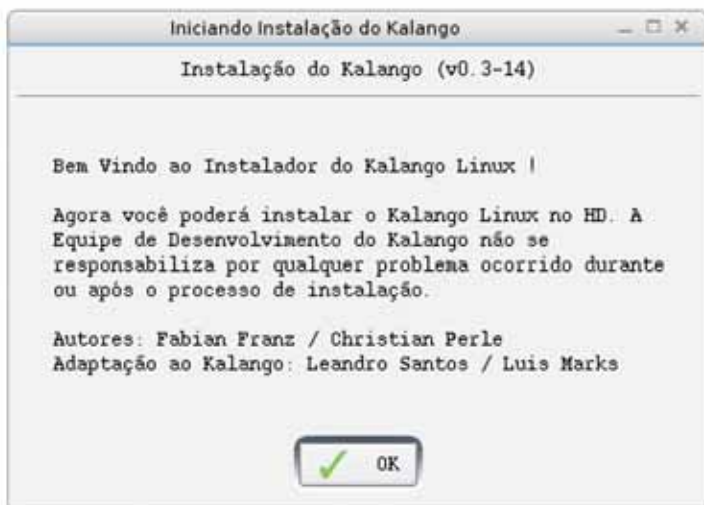 Iniciando Instalação do Kalango
Instalação do Kalango (v0.3-14)
Bem Vindo ao Instalador do Kalango Linux !
Agora você poderá instalar o Kalango Linux no HD. A
Equipe de Desenvolvimento do Kalango não se
responsabiliza por qualquer problema ocorrido durante
ou após o processo de instalação.
Autores: Fabian Franz / Christian Perle
Adaptação ao Kalango: Leandro Santos / Luis Marks
OK